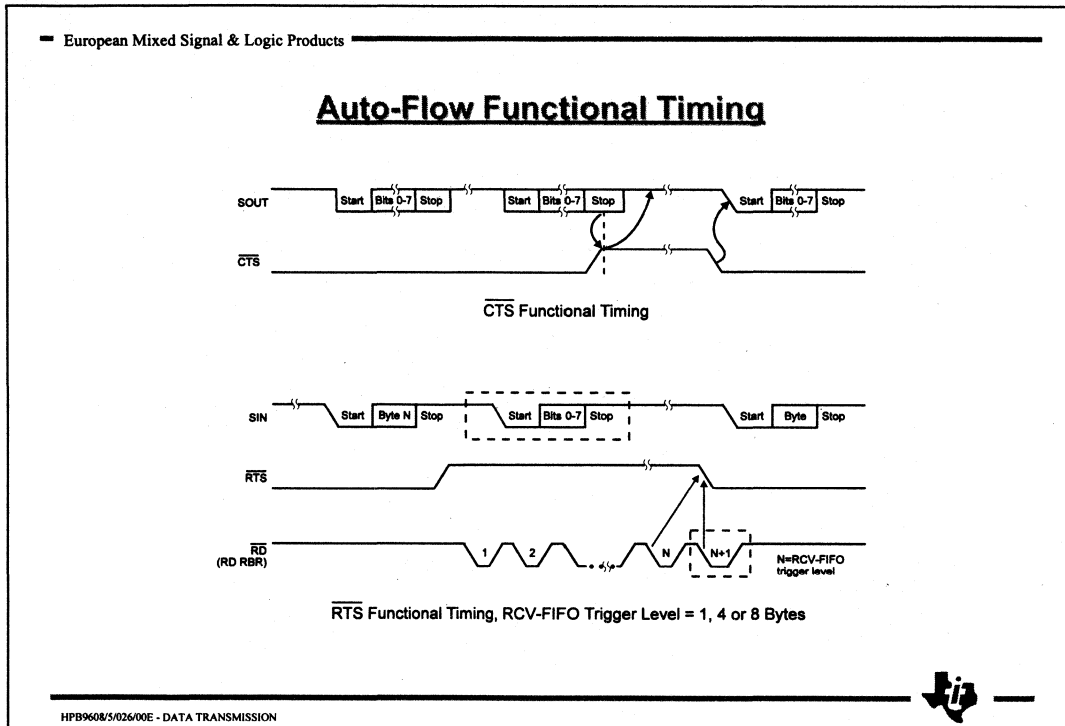 European Mixed Signal & Logic Products
Auto-Flow Functional Timing
SOUT
Start Bits 0-7 Stop
Start Bits 0-7 Stop
Start Bits 0-7 Stop
CTS
CTS Functional Timing
SIN
Start Byte N Stop
Start Bits 0-7 Stop
Start Byte Stop
RTS
RD
(RD RBR)
1
2
N
N+1
N=RCV-FIFO
trigger level
RTS Functional Timing, RCV-FIFO Trigger Level = 1, 4 or 8 Bytes
HPB9608/5/026/00E - DATA TRANSMISSION